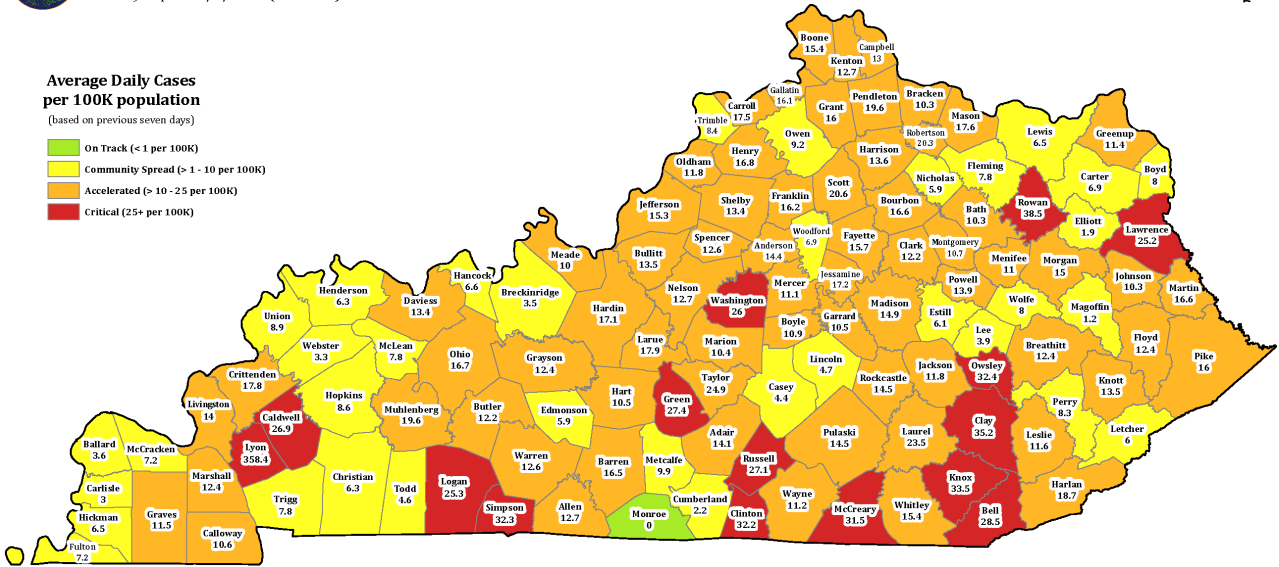 Average Daily Cases
per 100K population
(based on previous seven days)
On Track (< 1 per 100K)
Community Spread (> 1 - 10 per 100K)
Accelerated (> 10 - 25 per 100K)
Critical (25+ per 100K)
Boone
15.4
Kenton
12.7
Campbell
13
Gallatin
16.1
Carroll
17.5
Trimble
8.4
Grant
16
Pendleton
19.6
Bracken
10.3
Mason
17.6
Robertson
20.3
Lewis
6.5
Greenup
11.4
Owen
9.2
Henry
16.8
Oldham
11.8
Harrison
13.6
Nicholas
5.9
Fleming
7.8
Carter
6.9
Boyd
8
Jefferson
15.3
Shelby
13.4
Franklin
16.2
Scott
20.6
Bourbon
16.6
Bath
10.3
Rowan
38.5
Elliott
1.9
Lawrence
25.2
Meade
10
Bullitt
13.5
Spencer
12.6
Anderson
14.4
Woodford
6.9
Fayette
15.7
Clark
12.2
Montgomery
10.7
Menifee
11
Morgan
15
Johnson
10.3
Martin
16.6
Hancock
6.6
Breckinridge
3.5
Hardin
17.1
Nelson
12.7
Washington
26
Mercer
11.1
Jessamine
17.2
Madison
14.9
Powell
13.9
Estill
6.1
Wolfe
8
Magoffin
1.2
Henderson
6.3
Daviess
13.4
Union
8.9
Webster
3.3
McLean
7.8
Ohio
16.7
Grayson
12.4
Larue
17.9
Marion
10.4
Boyle
10.9
Garrard
10.5
Lee
3.9
Breathitt
12.4
Floyd
12.4
Pike
16
Crittenden
17.8
Hopkins
8.6
Muhlenberg
19.6
Butler
12.2
Edmonson
5.9
Hart
10.5
Green
27.4
Taylor
24.9
Casey
4.4
Lincoln
4.7
Rockcastle
14.5
Jackson
11.8
Owsley
32.4
Perry
8.3
Knott
13.5
Livingston
14
Caldwell
26.9
Lyon
358.4
Ballard
3.6
McCracken
7.2
Marshall
12.4
Carlisle
3
Graves
11.5
Hickman
6.5
Fulton
7.2
Calloway
10.6
Trigg
7.8
Christian
6.3
Todd
4.6
Logan
25.3
Simpson
32.3
Warren
12.6
Allen
12.7
Barren
16.5
Metcalfe
9.9
Monroe
0
Cumberland
2.2
Adair
14.1
Russell
27.1
Clinton
32.2
Wayne
11.2
Pulaski
14.5
McCreary
31.5
Laurel
23.5
Whitley
15.4
Clay
35.2
Knox
33.5
Bell
28.5
Leslie
11.6
Harlan
18.7
Letcher
6